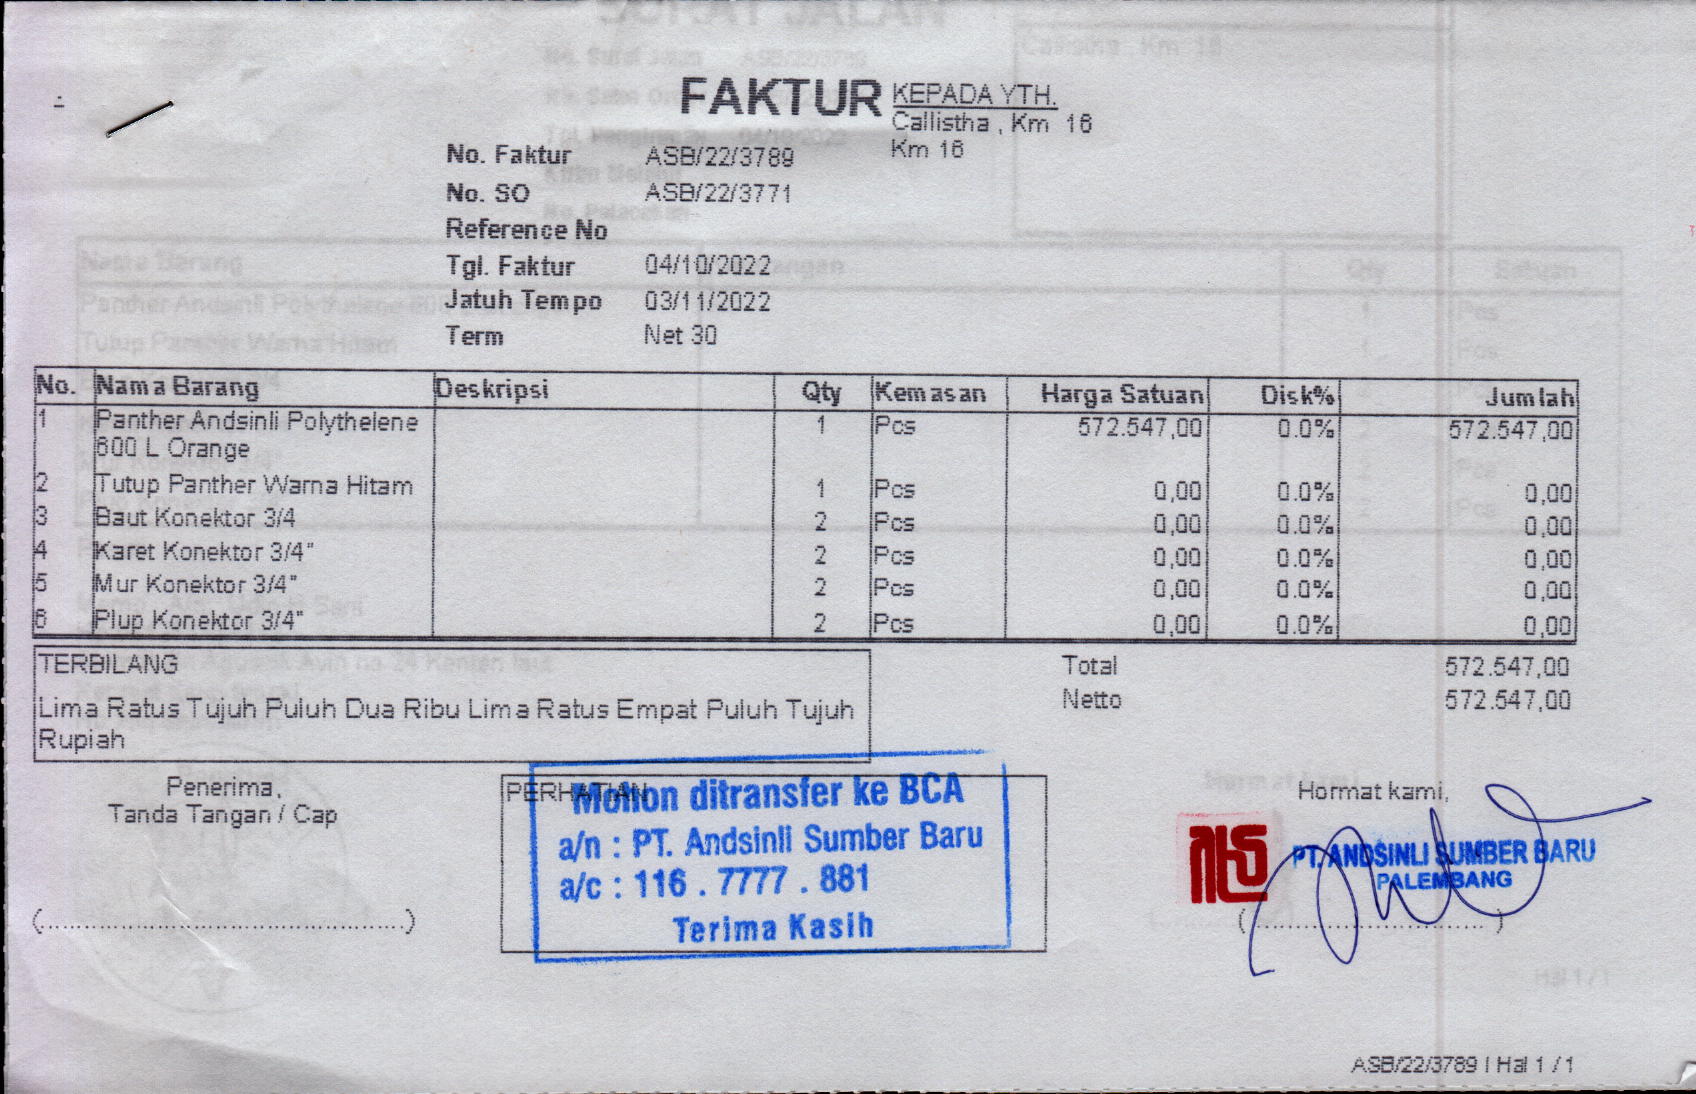 FAKTUR
KEPADA YTH.
Callistha , Km 16
Km 16
No. Faktur ASB/22/3789
No. SO ASB/22/3771
Reference No
Tgl. Faktur 04/10/2022
Jatuh Tempo 03/11/2022
Term Net 30
No. Nama Barang Deskripsi Qty Kemasan Harga Satuan Disk% Jumlah
1 Panther Andsinli Polythelene 1 Pcs 572.547,00 0.0% 572.547,00
600 L Orange
2 Tutup Panther Warna Hitam 1 Pcs 0,00 0.0% 0,00
3 Baut Konektor 3/4 2 Pcs 0,00 0.0% 0,00
4 Karet Konektor 3/4" 2 Pcs 0,00 0.0% 0,00
5 Mur Konektor 3/4" 2 Pcs 0,00 0.0% 0,00
6 Plup Konektor 3/4" 2 Pcs 0,00 0.0% 0,00
TERBILANG
Lima Ratus Tujuh Puluh Dua Ribu Lima Ratus Empat Puluh Tujuh
Rupiah
Total 572.547,00
Netto 572.547,00
Penerima,
Tanda Tangan / Cap
(..............................................)
PERHATIAN
Mohon ditransfer ke BCA
a/n : PT. Andsinli Sumber Baru
a/c : 116 . 7777 . 881
Terima Kasih
Hormat kami,
PT. ANDSINLI SUMBER BARU
PALEMBANG
(..............................)
ASB/22/3789 | Hal 1 / 1